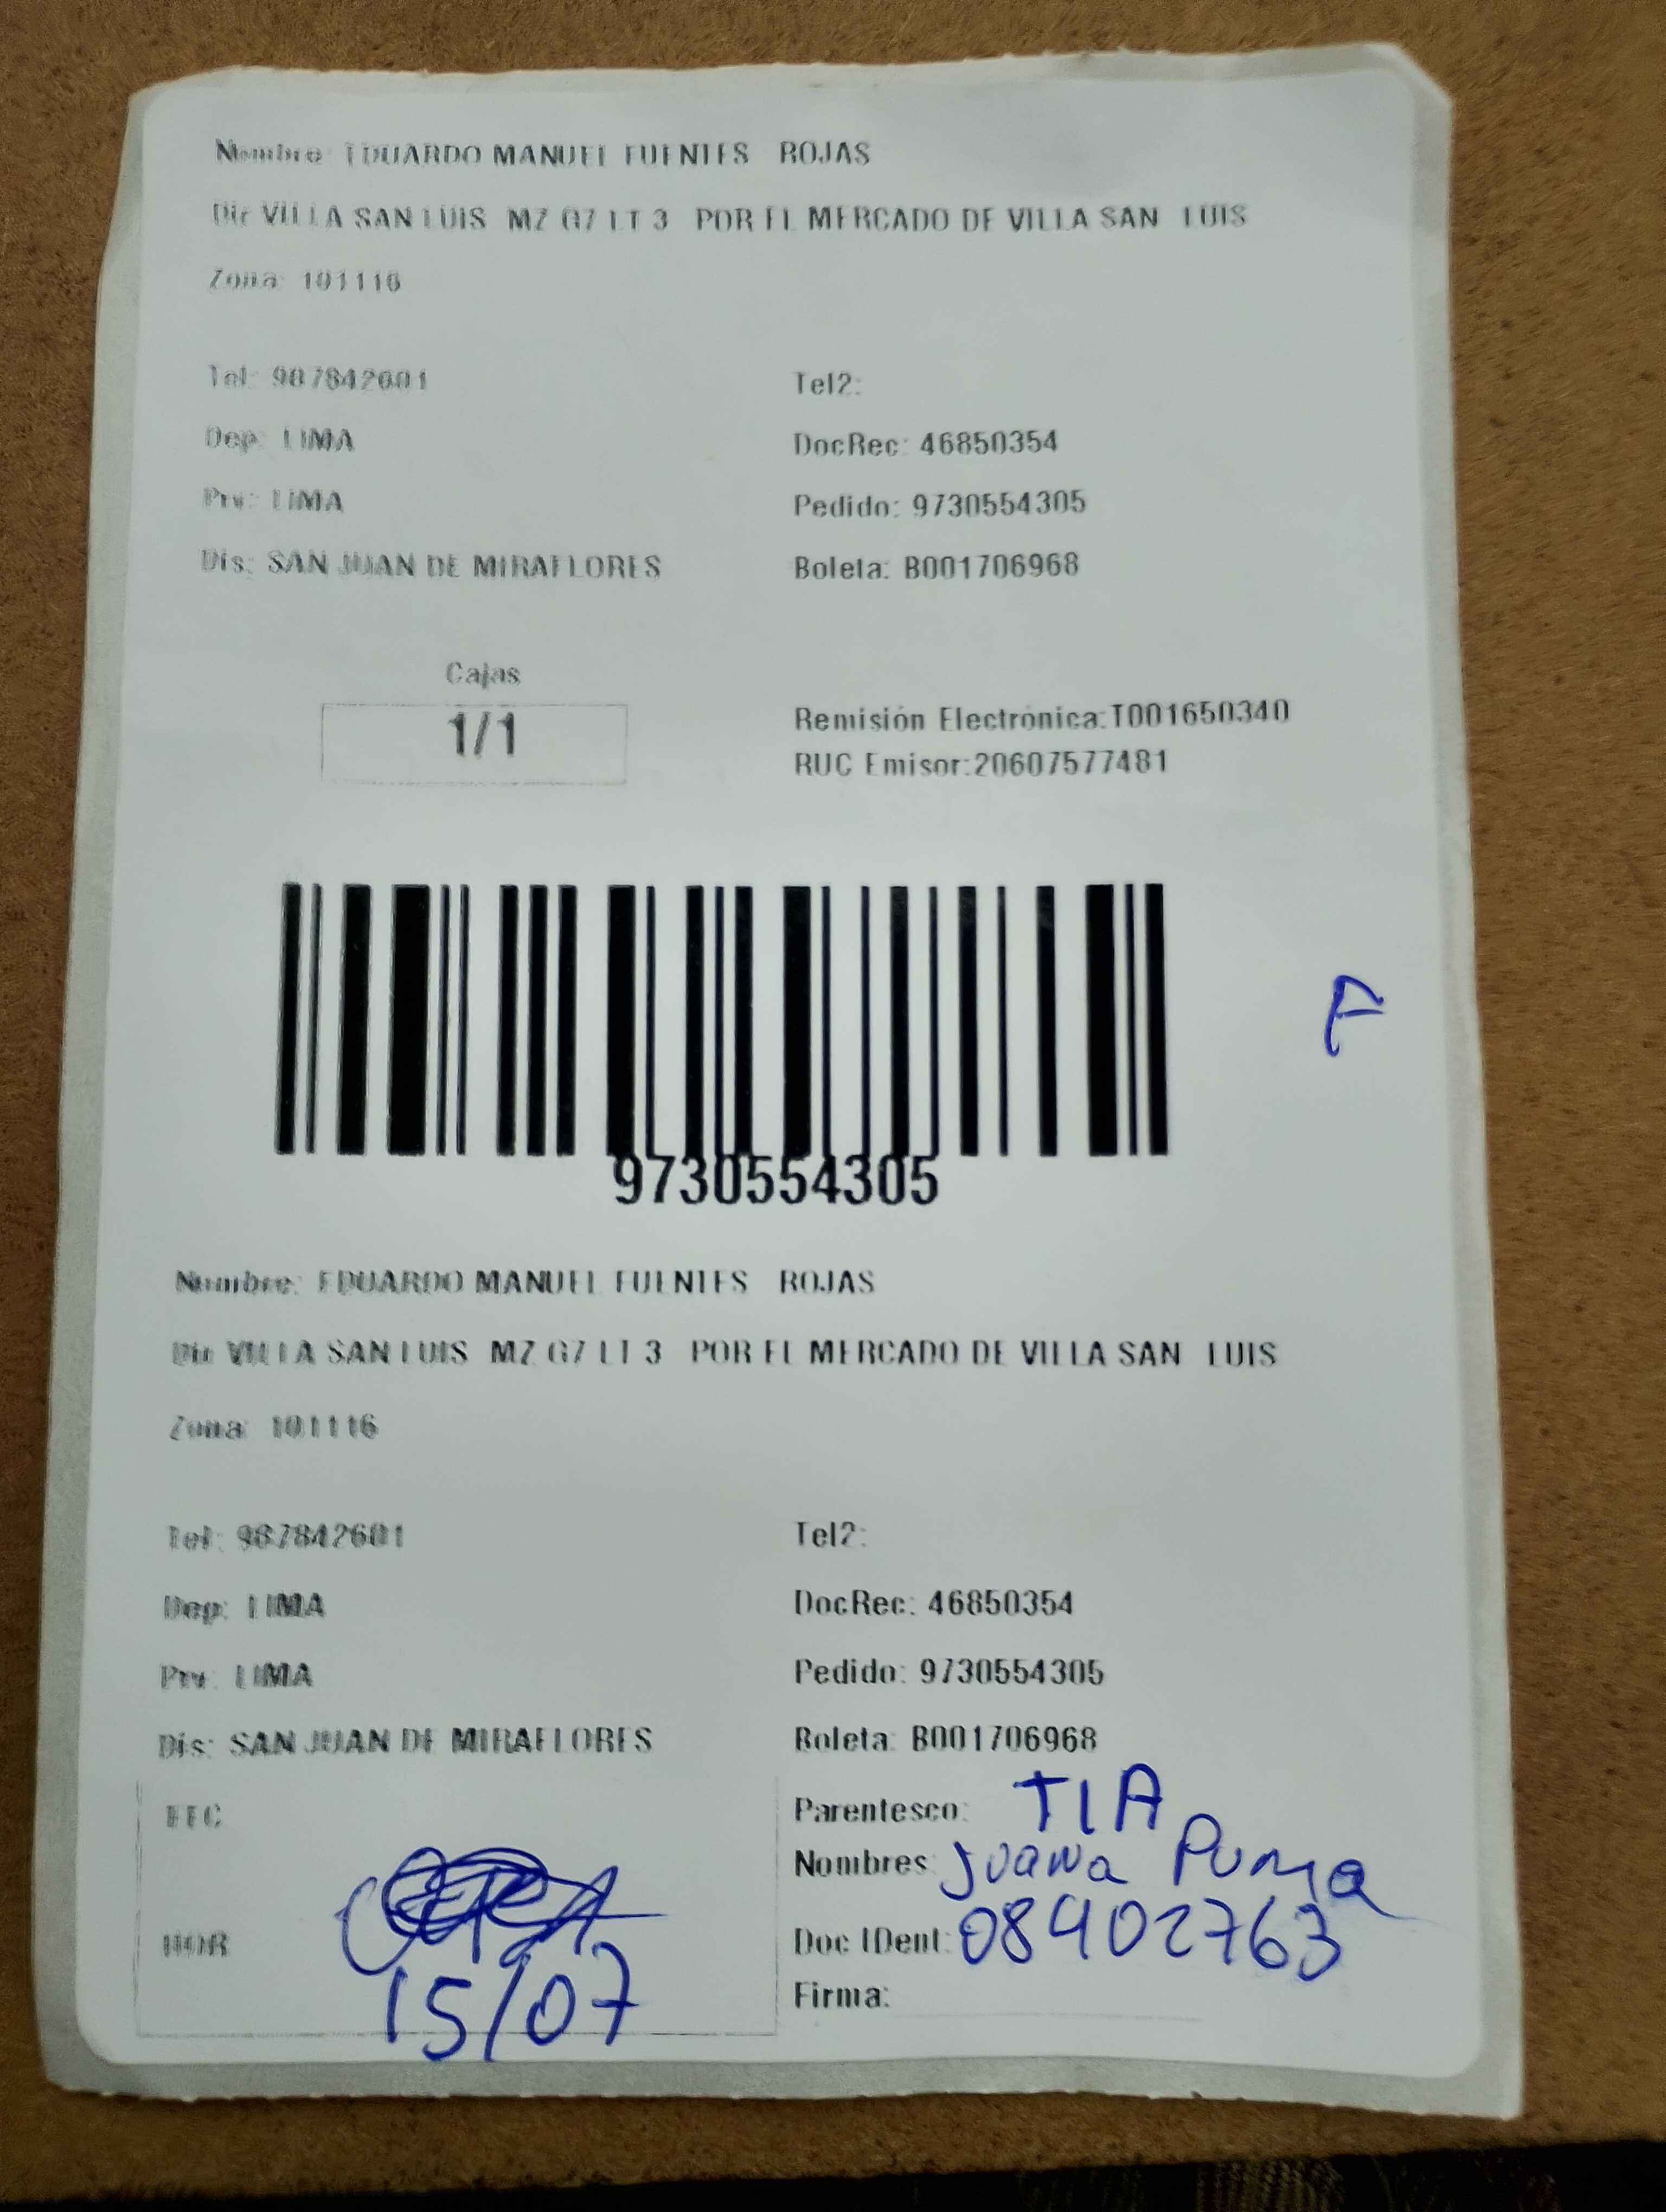 Nombre: EDUARDO MANUEL FUENTES ROJAS
Dir VILLA SAN LUIS MZ G7 LT 3 POR EL MERCADO DE VILLA SAN LUIS
Zona: 101116
Tel: 987842601 Tel2:
Dep: LIMA DocRec: 46850354
Prv: LIMA Pedido: 9730554305
Dis: SAN JUAN DE MIRAFLORES Boleta: B001706968
Cajas
1/1
Remisión Electrónica:T001650340
RUC Emisor:20607577481
F
9730554305
Nombre: EDUARDO MANUEL FUENTES ROJAS
Dir VILLA SAN LUIS MZ G7 LT 3 POR EL MERCADO DE VILLA SAN LUIS
Zona: 101116
Tel: 987842601 Tel2:
Dep: LIMA DocRec: 46850354
Prv: LIMA Pedido: 9730554305
Dis: SAN JUAN DE MIRAFLORES Boleta: B001706968
FEC Parentesco: TIA
Nombres: Juana Puma
HOR Doc IDent: 08902763
15/07 Firma: